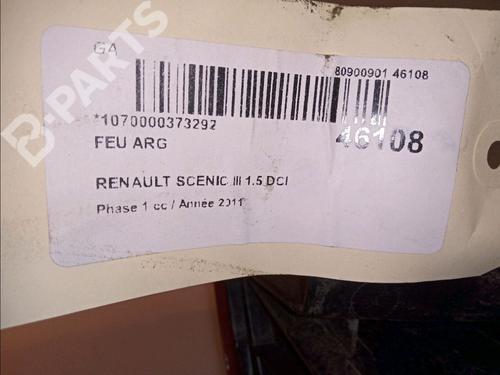 GA
80900901 46108
*1070000373292
46108
FEU ARG
RENAULT SCENIC III 1.5 DCI
Phase 1 cc / Année 2011
B-PARTS